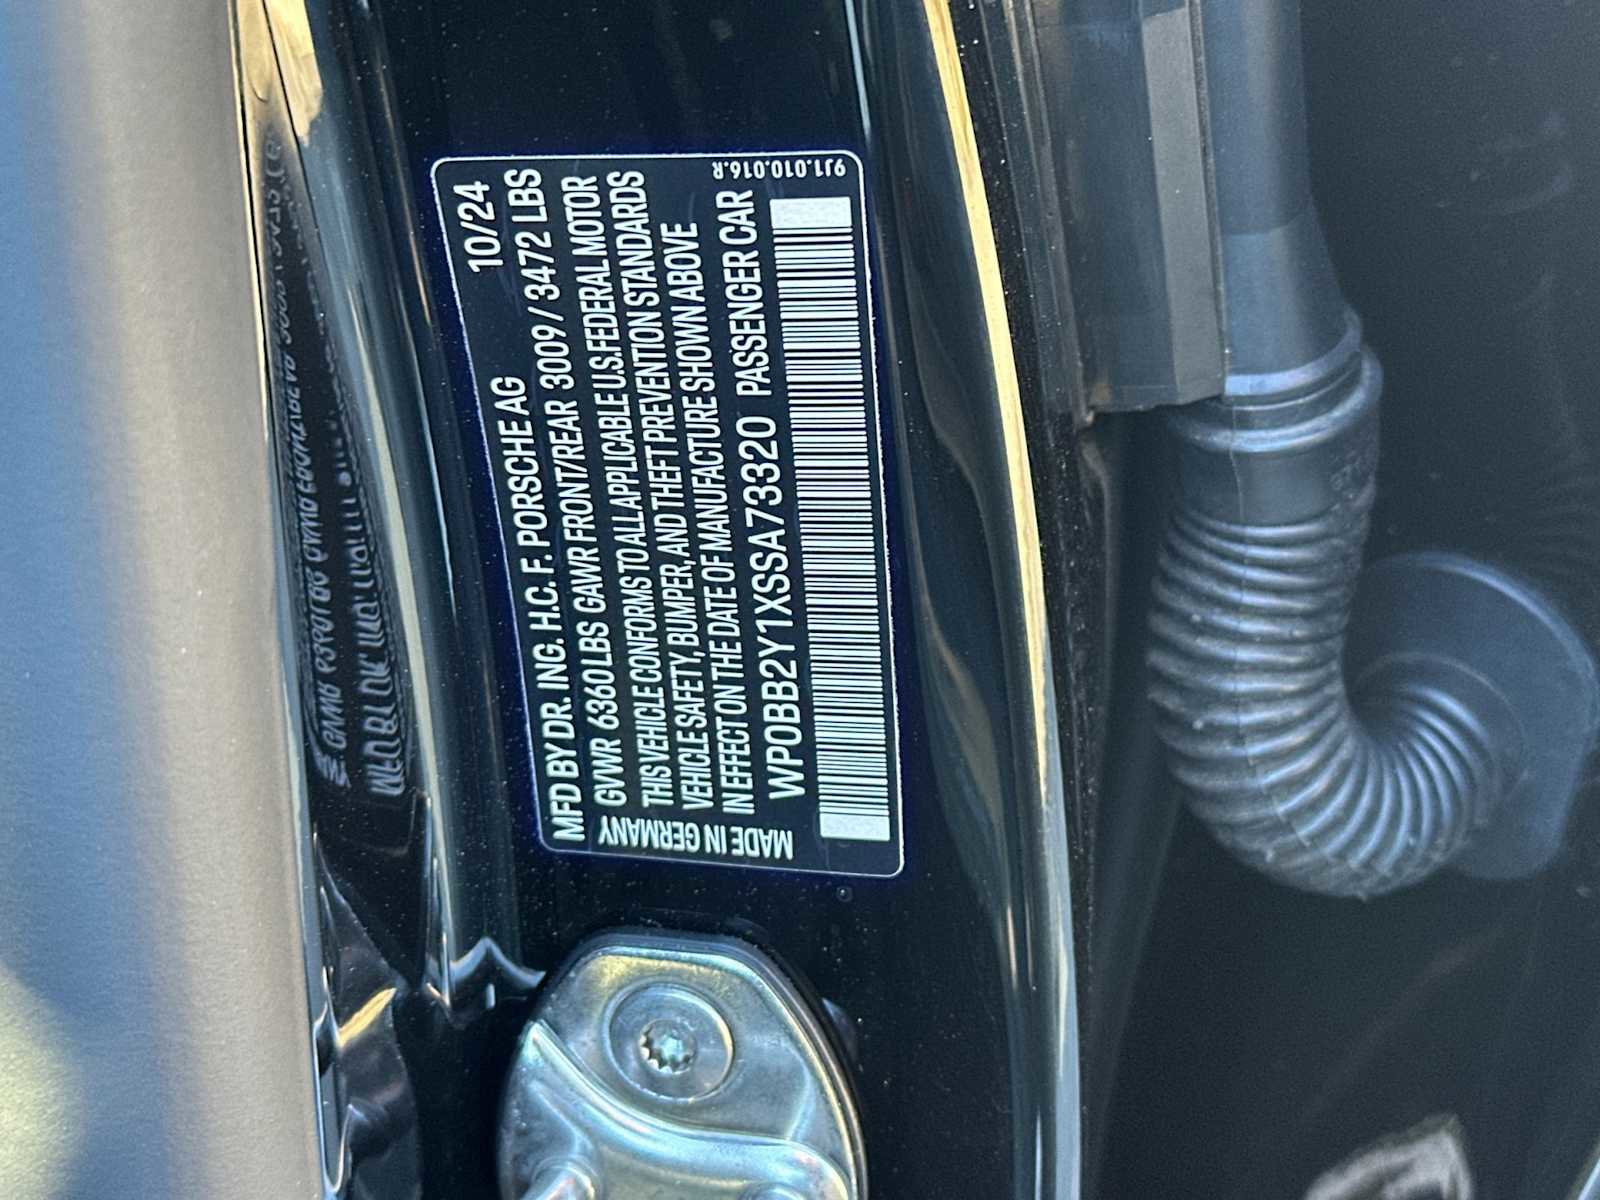 MFD BY DR. ING. H.C. F. PORSCHE AG 10/24
GVWR 6360 LBS GAWR FRONT/REAR 3009 / 3472 LBS
THIS VEHICLE CONFORMS TO ALL APPLICABLE U.S. FEDERAL MOTOR
VEHICLE SAFETY, BUMPER, AND THEFT PREVENTION STANDARDS
IN EFFECT ON THE DATE OF MANUFACTURE SHOWN ABOVE
WP0BB2Y1XSSA73320 PASSENGER CAR
MADE IN GERMANY
9J1.010.016.R